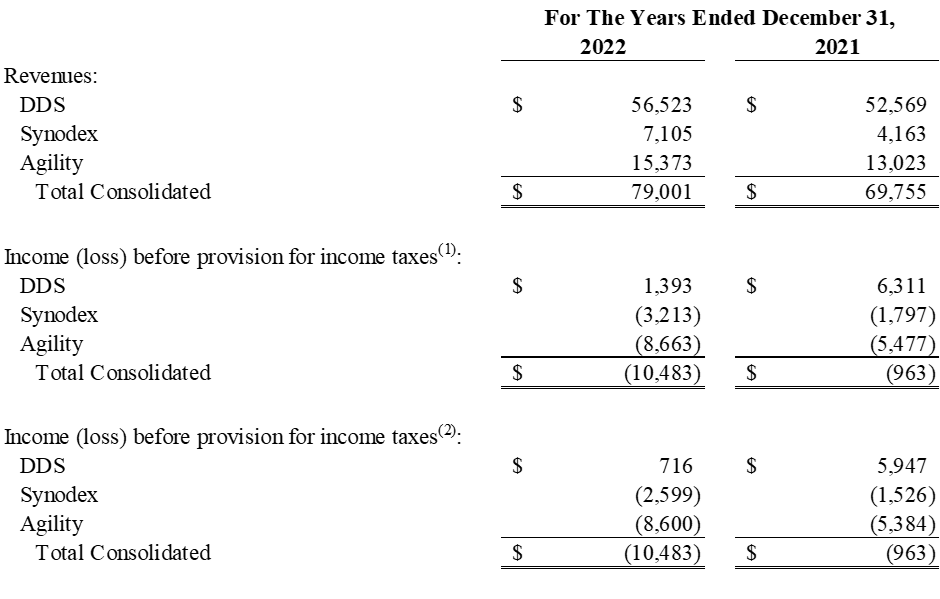 For The Years Ended December 31,
2022 2021
Revenues:
DDS $ 56,523 $ 52,569
Synodex 7,105 4,163
Agility 15,373 13,023
Total Consolidated $ 79,001 $ 69,755
Income (loss) before provision for income taxes(1):
DDS $ 1,393 $ 6,311
Synodex (3,213) (1,797)
Agility (8,663) (5,477)
Total Consolidated $ (10,483) $ (963)
Income (loss) before provision for income taxes(2):
DDS $ 716 $ 5,947
Synodex (2,599) (1,526)
Agility (8,600) (5,384)
Total Consolidated $ (10,483) $ (963)